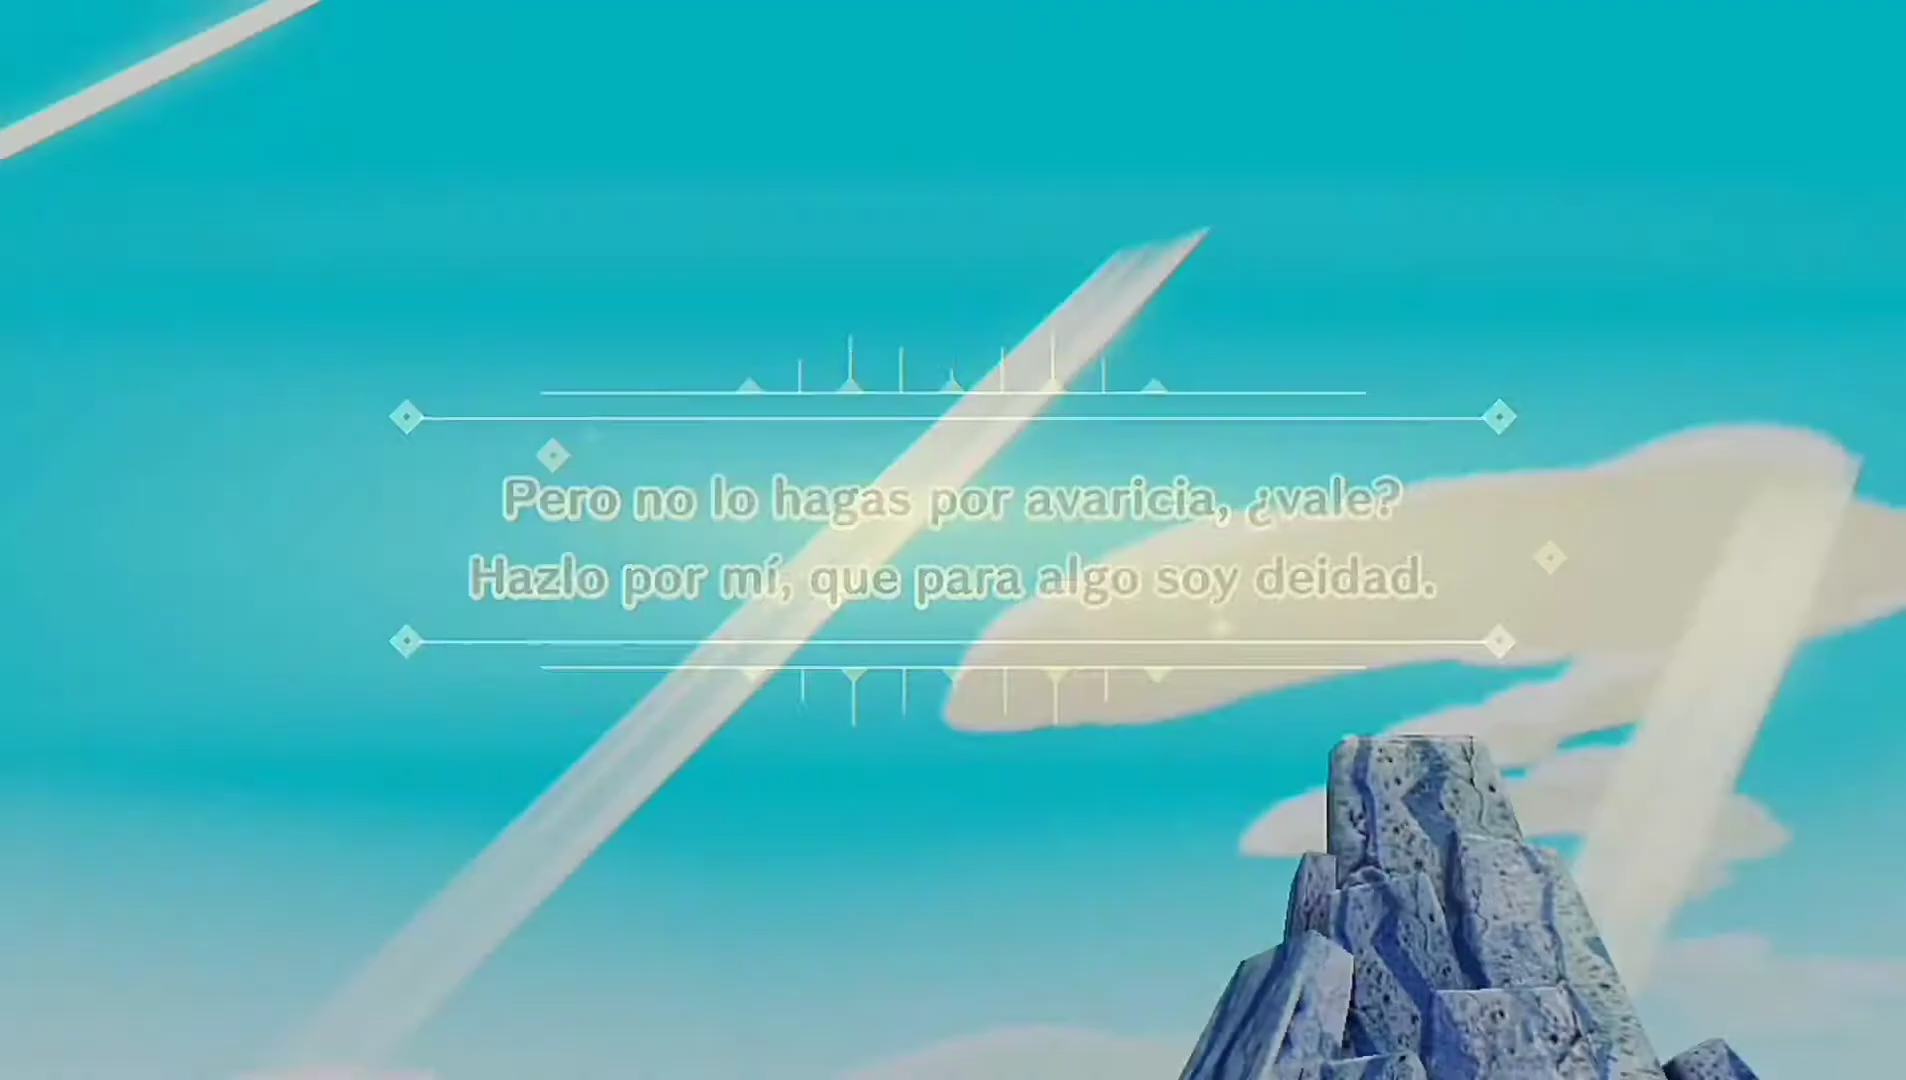 Pero no lo hagas por avaricia, ¿vale?
Hazlo por mí, que para algo soy deidad.